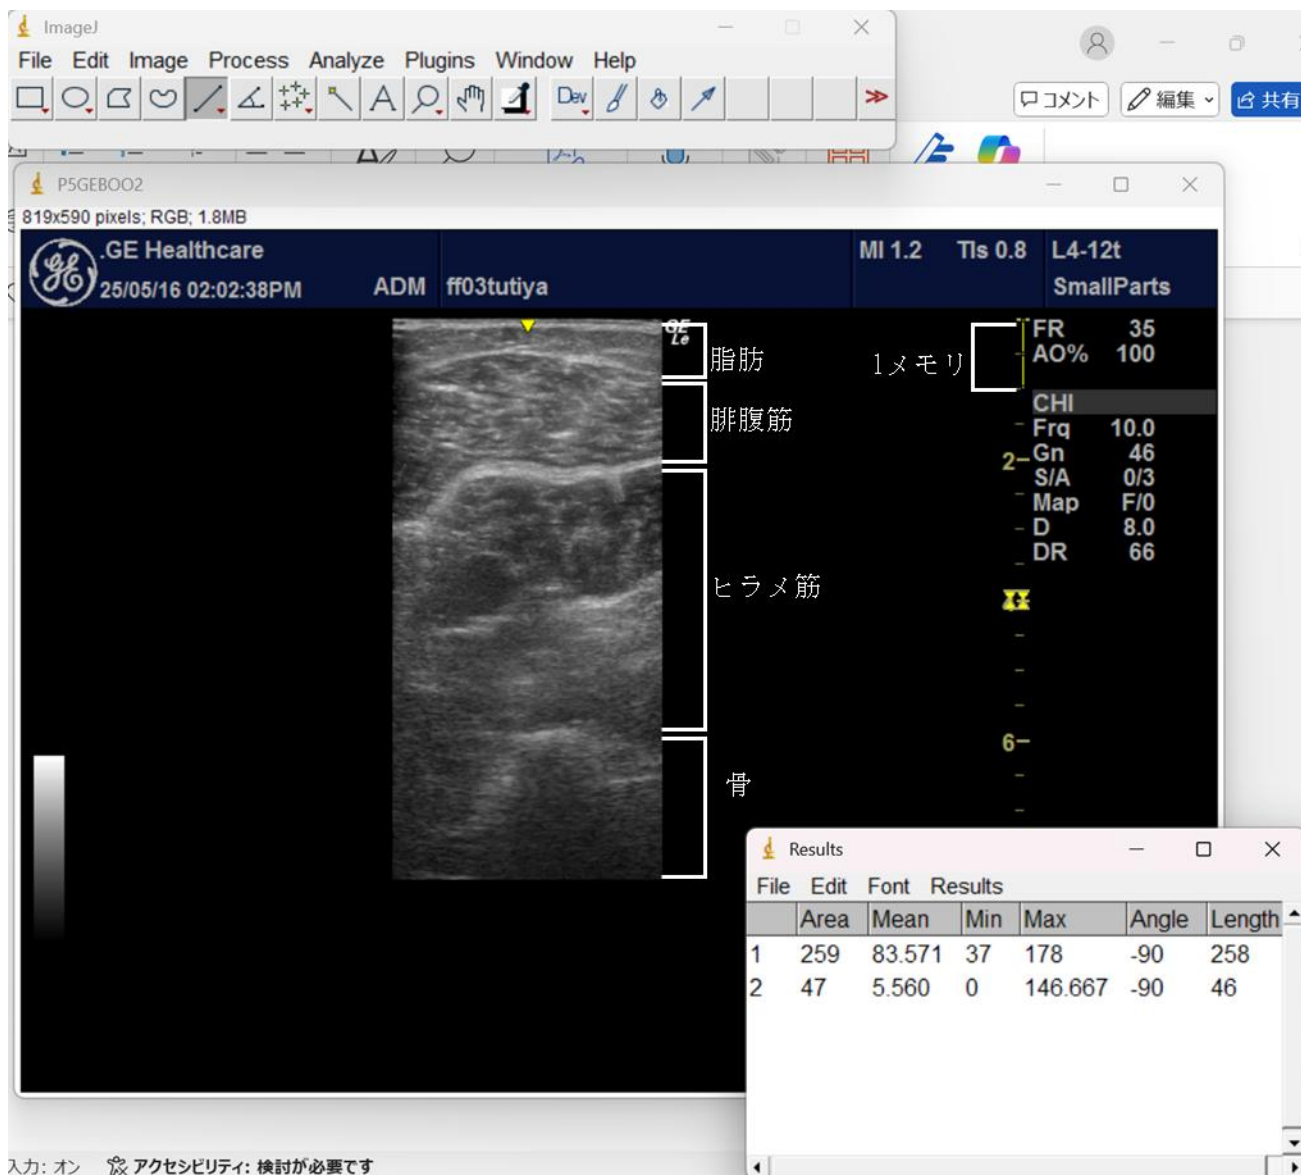 ImageJ
File Edit Image Process Analyze Plugins Window Help
Dev
コメント
編集
共有
P5GEBOO2
819x590 pixels; RGB; 1.8MB
.GE Healthcare
25/05/16 02:02:38PM
ADM ff03tutiya
MI 1.2 TIs 0.8 L4-12t
SmallParts
GE
Le
脂肪
腓腹筋
ヒラメ筋
骨
1メモリ
FR 35
AO% 100
CHI
Frq 10.0
Gn 46
S/A 0/3
Map F/0
D 8.0
DR 66
2
6
Results
File Edit Font Results
Area Mean Min Max Angle Length
1 259 83.571 37 178 -90 258
2 47 5.560 0 146.667 -90 46
入力: オン アクセシビリティ: 検討が必要です